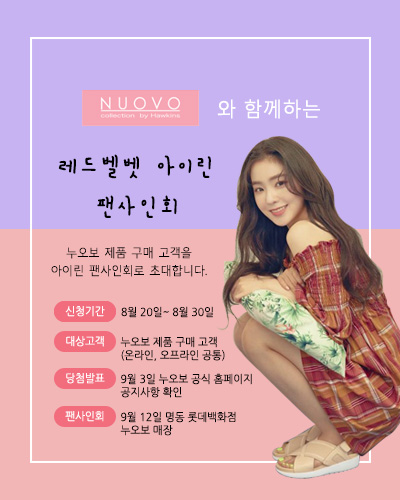 NUOVO
collection by Hawkins
와 함께하는
레드벨벳 아이린
팬사인회
누오보 제품 구매 고객을
아이린 팬사인회로 초대합니다.
신청기간 8월 20일~ 8월 30일
대상고객 누오보 제품 구매 고객
(온라인, 오프라인 공통)
당첨발표 9월 3일 누오보 공식 홈페이지
공지사항 확인
팬사인회 9월 12일 명동 롯데백화점
누오보 매장